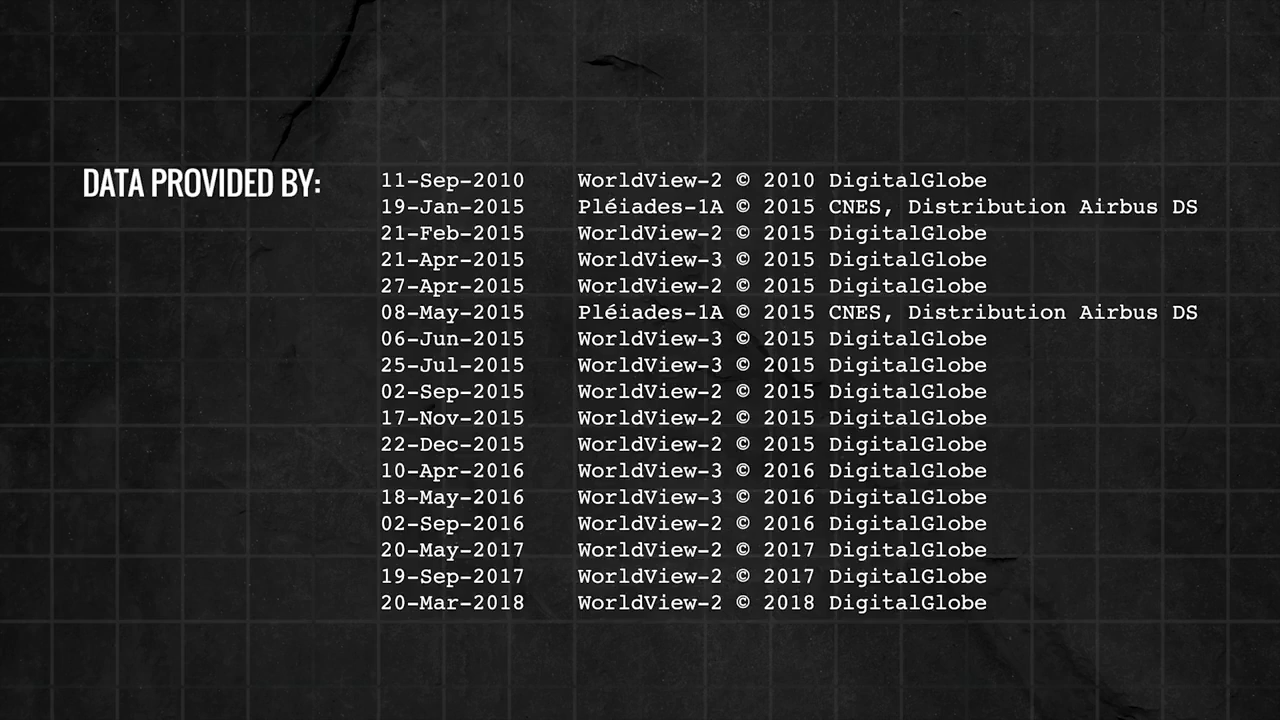 DATA PROVIDED BY:
11-Sep-2010 WorldView-2 © 2010 DigitalGlobe
19-Jan-2015 Pléiades-1A © 2015 CNES, Distribution Airbus DS
21-Feb-2015 WorldView-2 © 2015 DigitalGlobe
21-Apr-2015 WorldView-3 © 2015 DigitalGlobe
27-Apr-2015 WorldView-2 © 2015 DigitalGlobe
08-May-2015 Pléiades-1A © 2015 CNES, Distribution Airbus DS
06-Jun-2015 WorldView-3 © 2015 DigitalGlobe
25-Jul-2015 WorldView-3 © 2015 DigitalGlobe
02-Sep-2015 WorldView-2 © 2015 DigitalGlobe
17-Nov-2015 WorldView-2 © 2015 DigitalGlobe
22-Dec-2015 WorldView-2 © 2015 DigitalGlobe
10-Apr-2016 WorldView-3 © 2016 DigitalGlobe
18-May-2016 WorldView-3 © 2016 DigitalGlobe
02-Sep-2016 WorldView-2 © 2016 DigitalGlobe
20-May-2017 WorldView-2 © 2017 DigitalGlobe
19-Sep-2017 WorldView-2 © 2017 DigitalGlobe
20-Mar-2018 WorldView-2 © 2018 DigitalGlobe